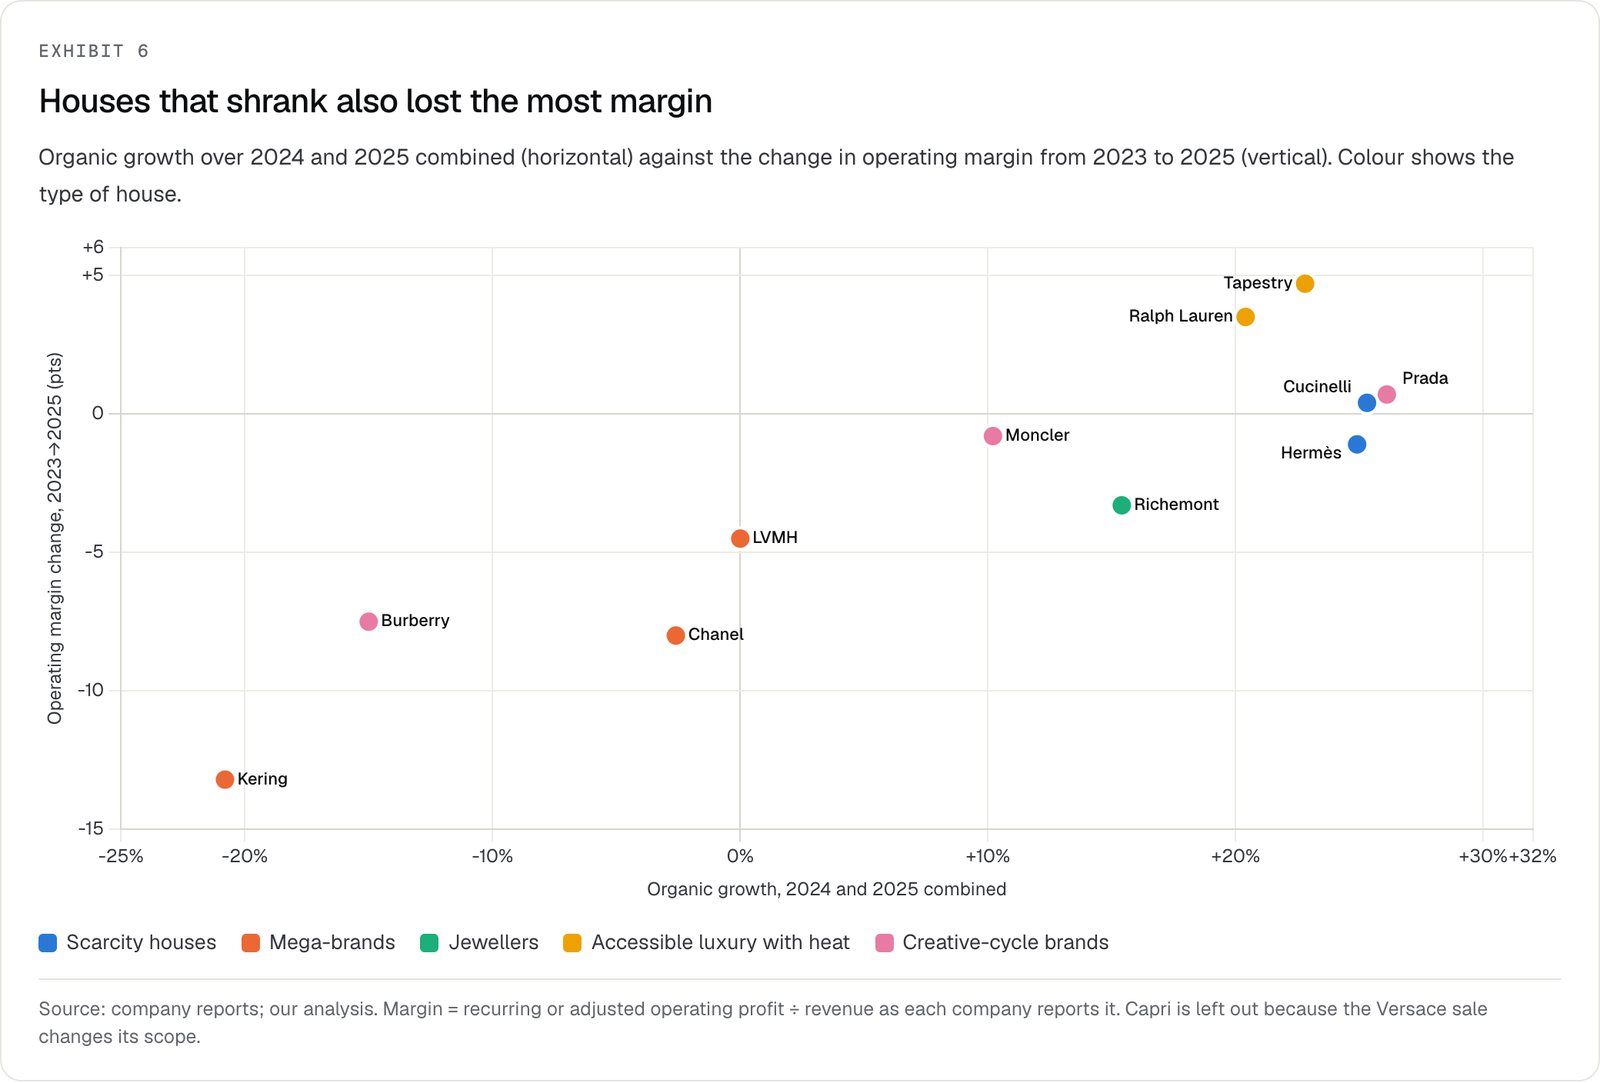 EXHIBIT 6
Houses that shrank also lost the most margin
Organic growth over 2024 and 2025 combined (horizontal) against the change in operating margin from 2023 to 2025 (vertical). Colour shows the
type of house.
+6
+5
0
-5
-10
-15
Operating margin change, 2023→2025 (pts)
Tapestry
Ralph Lauren
Prada
Cucinelli
Moncler
Hermès
Richemont
LVMH
Burberry
Chanel
Kering
-25%
-20%
-10%
0%
+10%
+20%
+30%
+32%
Organic growth, 2024 and 2025 combined
Scarcity houses
Mega-brands
Jewellers
Accessible luxury with heat
Creative-cycle brands
Source: company reports; our analysis. Margin = recurring or adjusted operating profit ÷ revenue as each company reports it. Capri is left out because the Versace sale
changes its scope.